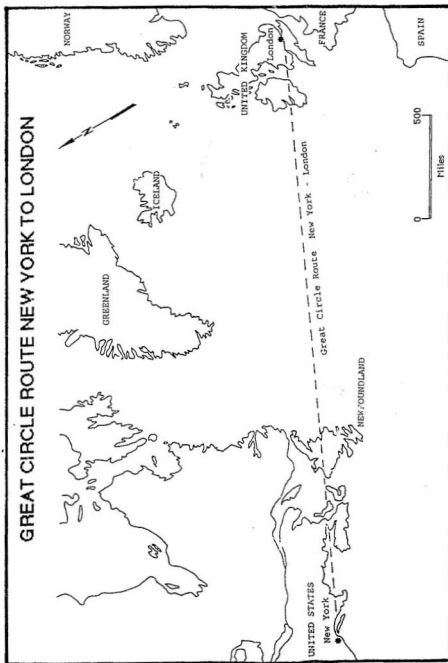 GREAT CIRCLE ROUTE NEW YORK TO LONDON
NORWAY
N
ICELAND
GREENLAND
UNITED KINGDOM
London
FRANCE
SPAIN
Great Circle Route New York - London
NEWFOUNDLAND
UNITED STATES
New York
0 500
Miles